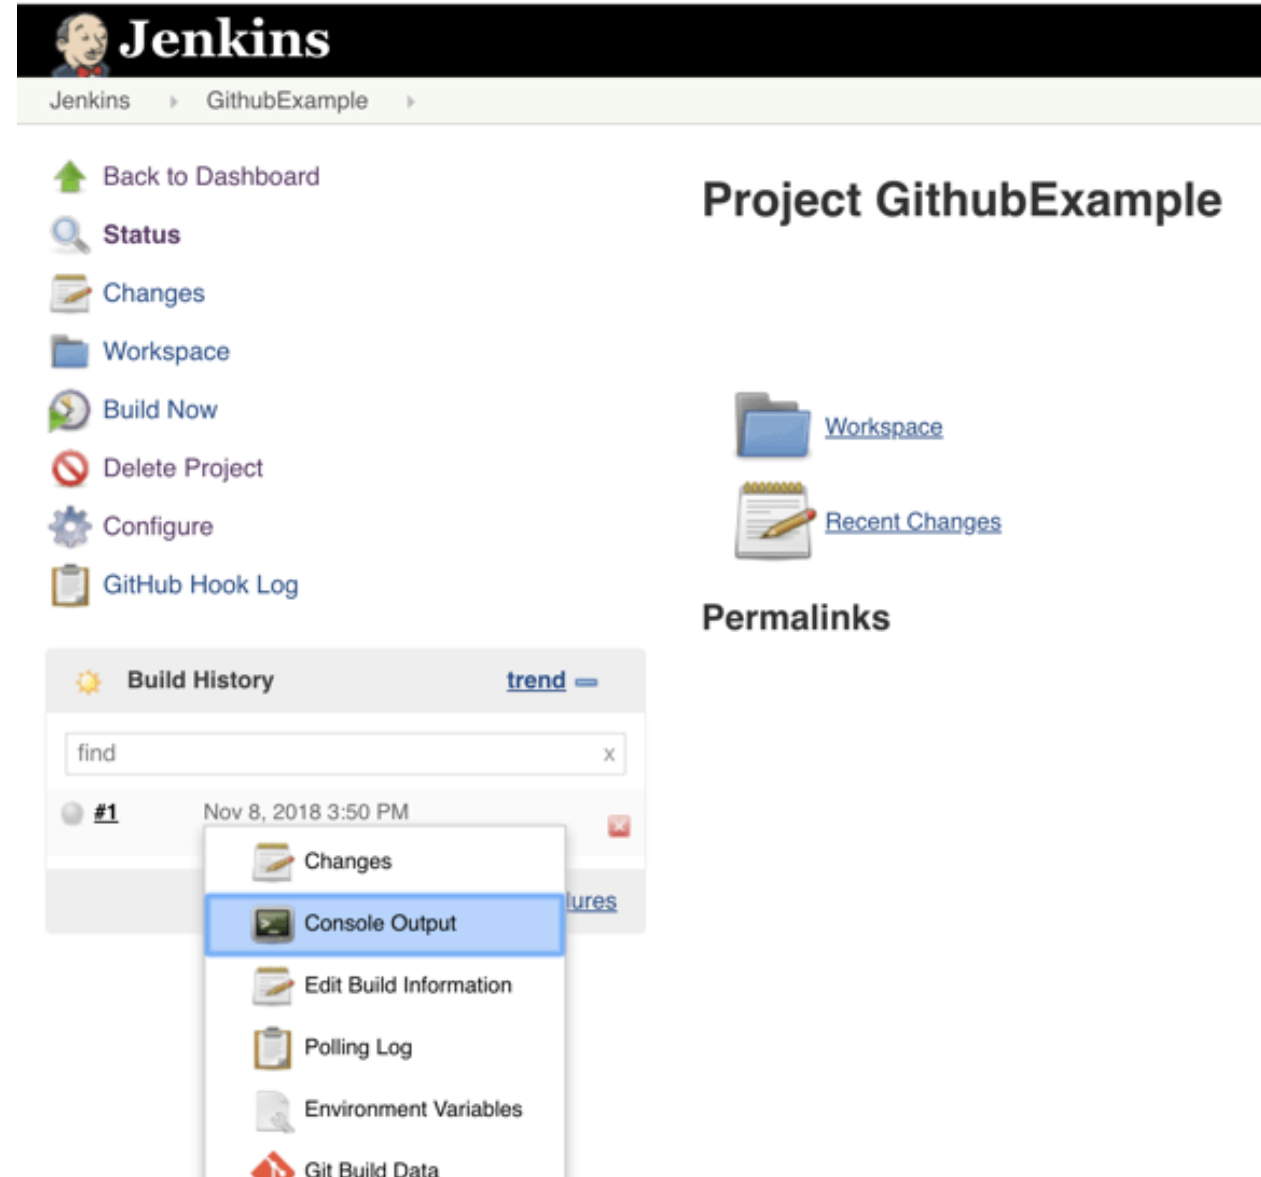 Jenkins
Jenkins GithubExample
Back to Dashboard
Status
Changes
Workspace
Build Now
Delete Project
Configure
GitHub Hook Log
Project GithubExample
Workspace
Recent Changes
Permalinks
Build History trend
find x
#1 Nov 8, 2018 3:50 PM
Changes
lures
Console Output
Edit Build Information
Polling Log
Environment Variables
Git Build Data